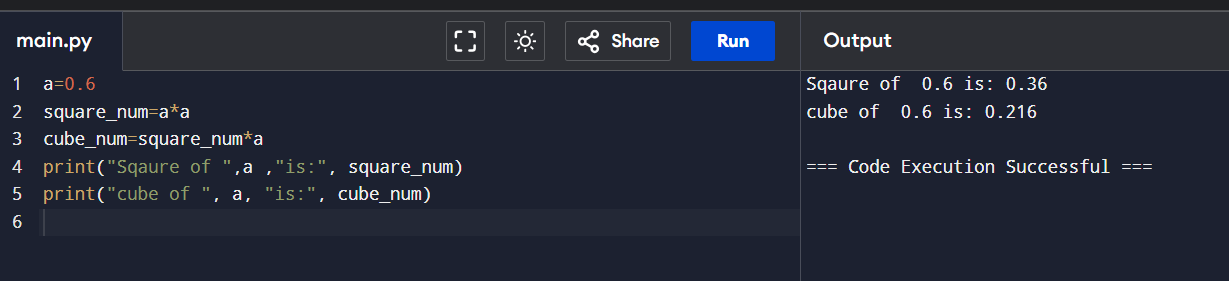 main.py Share Run Output
1 a=0.6
2 square_num=a*a
3 cube_num=square_num*a
4 print("Sqaure of ",a ,"is:", square_num)
5 print("cube of ", a, "is:", cube_num)
6
Sqaure of  0.6 is: 0.36
cube of  0.6 is: 0.216
=== Code Execution Successful ===